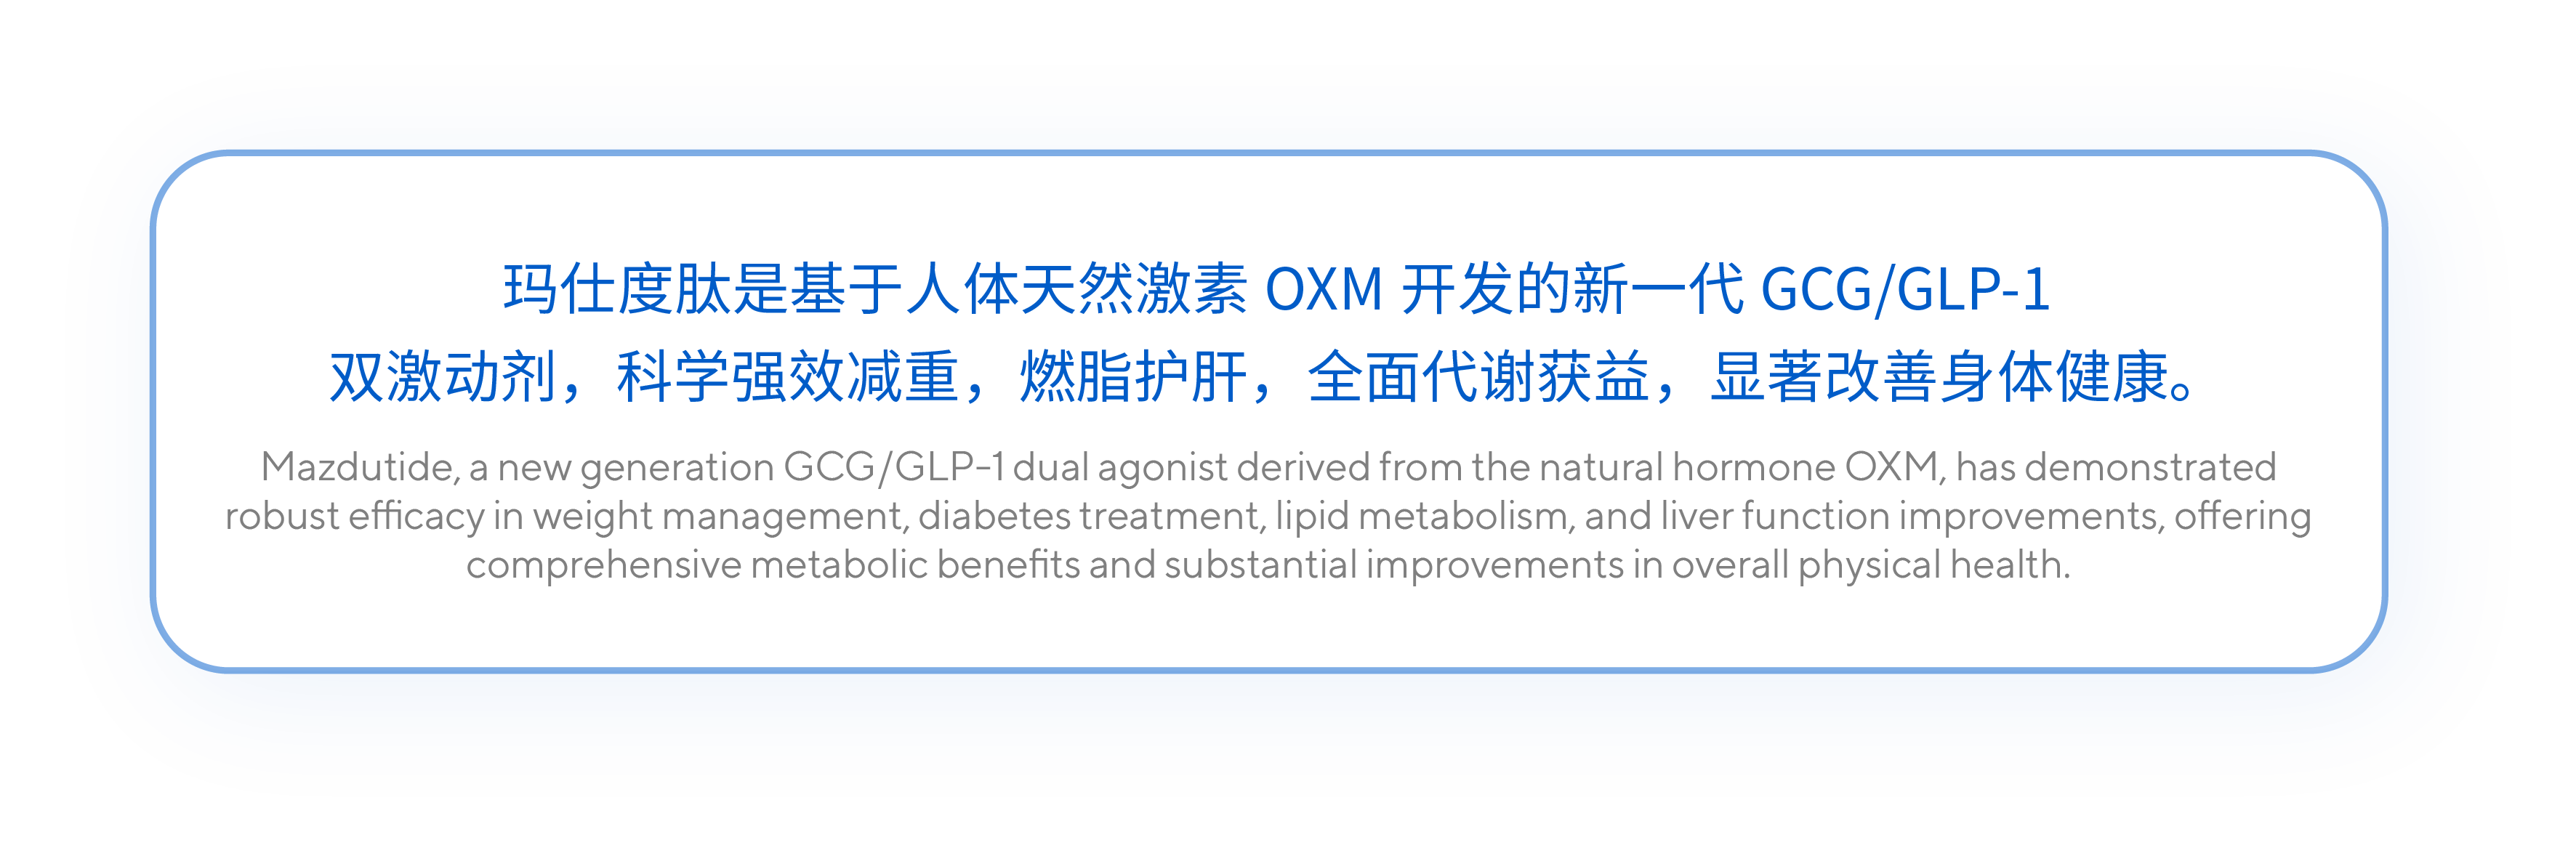 玛仕度肽是基于人体天然激素 OXM 开发的新一代 GCG/GLP-1
双激动剂，科学强效减重，燃脂护肝，全面代谢获益，显著改善身体健康。
Mazdutide, a new generation GCG/GLP-1 dual agonist derived from the natural hormone OXM, has demonstrated
robust efficacy in weight management, diabetes treatment, lipid metabolism, and liver function improvements, offering
comprehensive metabolic benefits and substantial improvements in overall physical health.